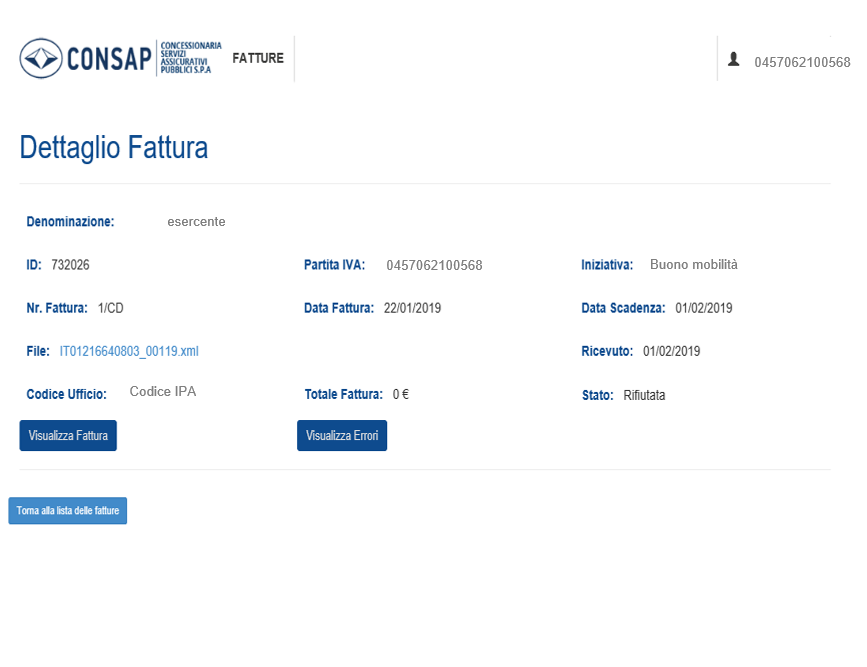 CONSAP CONCESSIONARIA
SERVIZI
ASSICURATIVI
PUBBLICI S.P.A
FATTURE
0457062100568
Dettaglio Fattura
Denominazione: esercente
ID: 732026 Partita IVA: 0457062100568 Iniziativa: Buono mobilità
Nr. Fattura: 1/CD Data Fattura: 22/01/2019 Data Scadenza: 01/02/2019
File: IT01216640803_00119.xml Ricevuto: 01/02/2019
Codice Ufficio: Codice IPA Totale Fattura: 0 € Stato: Rifiutata
Visualizza Fattura Visualizza Errori
Torna alla lista delle fatture